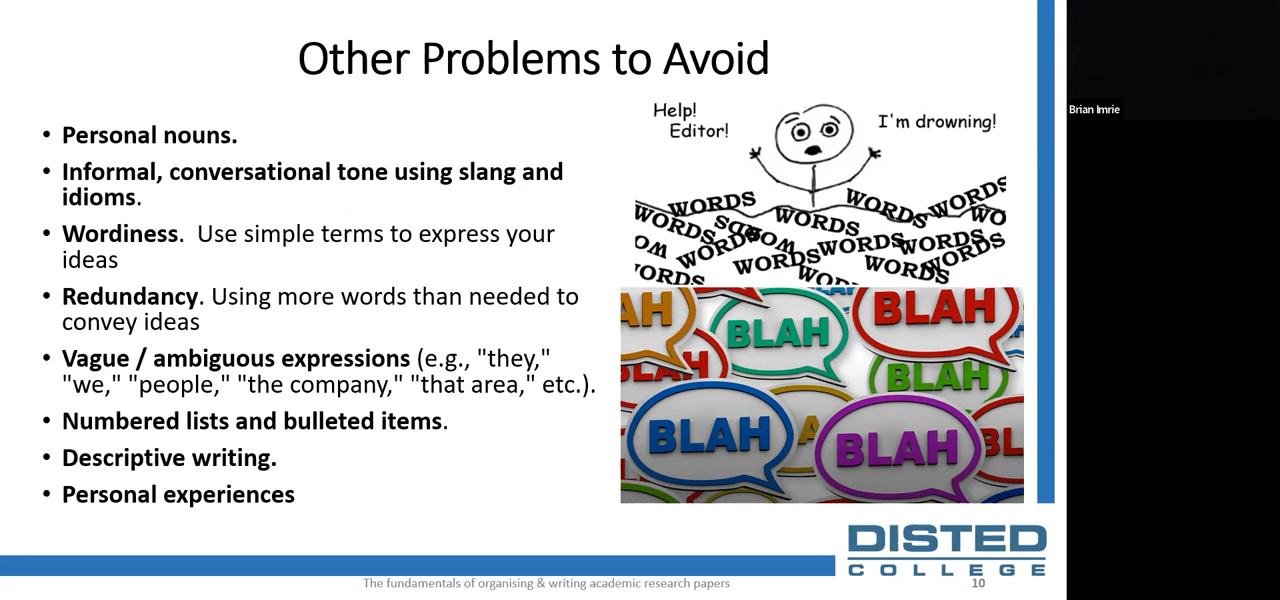 Other Problems to Avoid
• Personal nouns.
• Informal, conversational tone using slang and
idioms.
• Wordiness.  Use simple terms to express your
ideas
• Redundancy. Using more words than needed to
convey ideas
• Vague / ambiguous expressions (e.g., "they,"
"we," "people," "the company," "that area," etc.).
• Numbered lists and bulleted items.
• Descriptive writing.
• Personal experiences
Help!
Editor!
I'm drowning!
WORDS WORDS WORDS
WORDS WORDS WO
WORDS WORDS WORDS WORDS
WORDS WORDS WORDS
BLAH BLAH
BLAH BLAH
BLAH BLAH
DISTED
COLLEGE
The fundamentals of organising & writing academic research papers
10
Brian Imrie